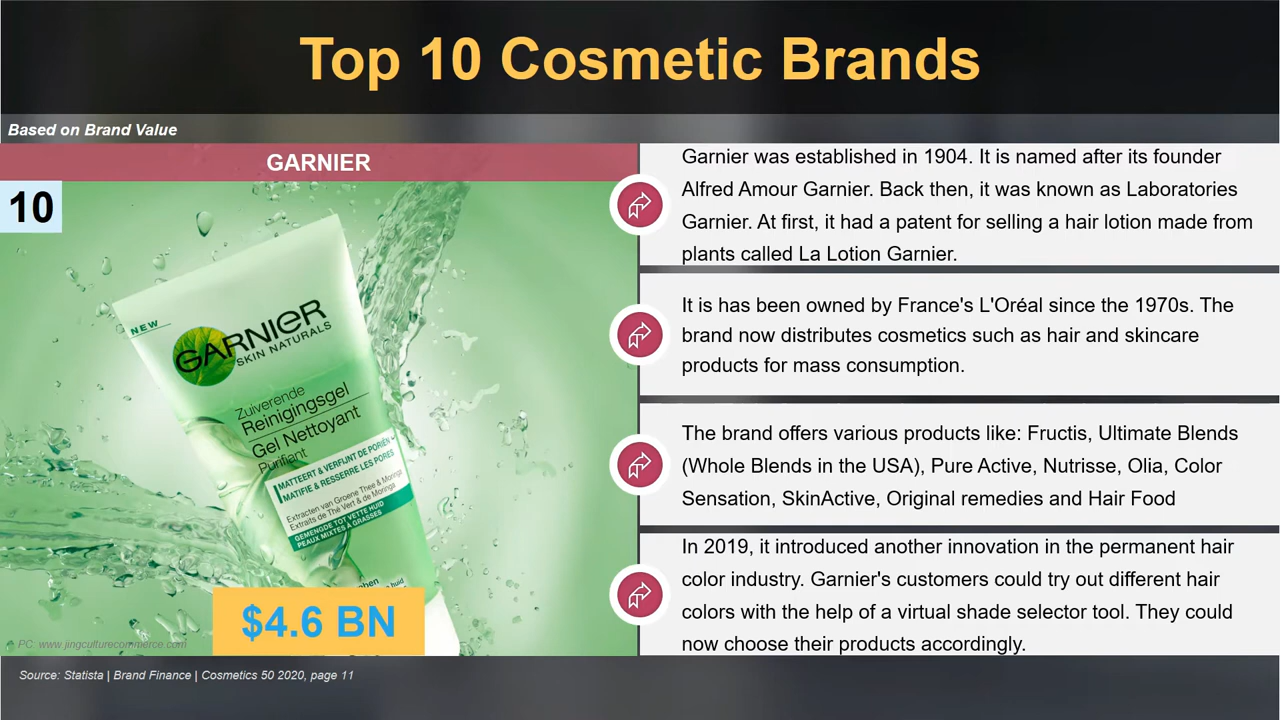 Top 10 Cosmetic Brands
Based on Brand Value
GARNIER
10
NEW
GARNIER
SKIN NATURALS
Zuiverende
Reinigingsgel
Gel Nettoyant
Purifiant
MATTEERT & VERFIJNT DE PORIËN
MATIFIE & RESSERRE LES PORES
Extracten van Groene Thee & Moringa
Extraits de Thé Vert & de Moringa
GEMENGDE TOT VETTE HUID
PEAUX MIXTES À GRASSES
huid
$4.6 BN
PC: www.jingculturecommerce.com
Garnier was established in 1904. It is named after its founder
Alfred Amour Garnier. Back then, it was known as Laboratories
Garnier. At first, it had a patent for selling a hair lotion made from
plants called La Lotion Garnier.
It is has been owned by France's L'Oréal since the 1970s. The
brand now distributes cosmetics such as hair and skincare
products for mass consumption.
The brand offers various products like: Fructis, Ultimate Blends
(Whole Blends in the USA), Pure Active, Nutrisse, Olia, Color
Sensation, SkinActive, Original remedies and Hair Food
In 2019, it introduced another innovation in the permanent hair
color industry. Garnier's customers could try out different hair
colors with the help of a virtual shade selector tool. They could
now choose their products accordingly.
Source: Statista | Brand Finance | Cosmetics 50 2020, page 11